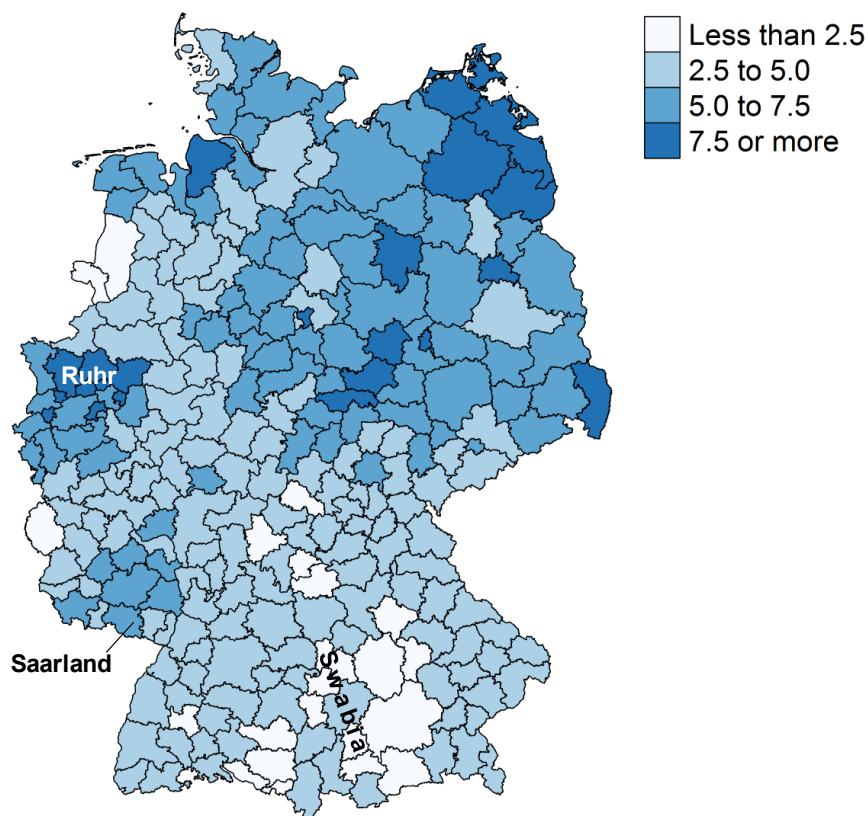 Less than 2.5
2.5 to 5.0
5.0 to 7.5
7.5 or more
Ruhr
Saarland
Swabia